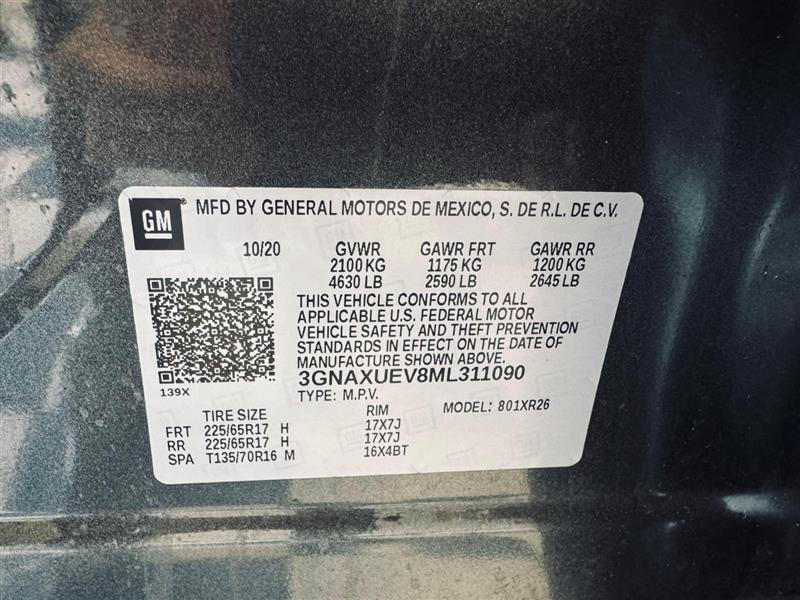 GM MFD BY GENERAL MOTORS DE MEXICO, S. DE R.L. DE C.V.
10/20 GVWR GAWR FRT GAWR RR
2100 KG 1175 KG 1200 KG
4630 LB 2590 LB 2645 LB
THIS VEHICLE CONFORMS TO ALL
APPLICABLE U.S. FEDERAL MOTOR
VEHICLE SAFETY AND THEFT PREVENTION
STANDARDS IN EFFECT ON THE DATE OF
MANUFACTURE SHOWN ABOVE.
3GNAXUEV8ML311090
139X TYPE: M.P.V. MODEL: 801XR26
TIRE SIZE RIM
FRT 225/65R17 H 17X7J
RR 225/65R17 H 17X7J
SPA T135/70R16 M 16X4BT